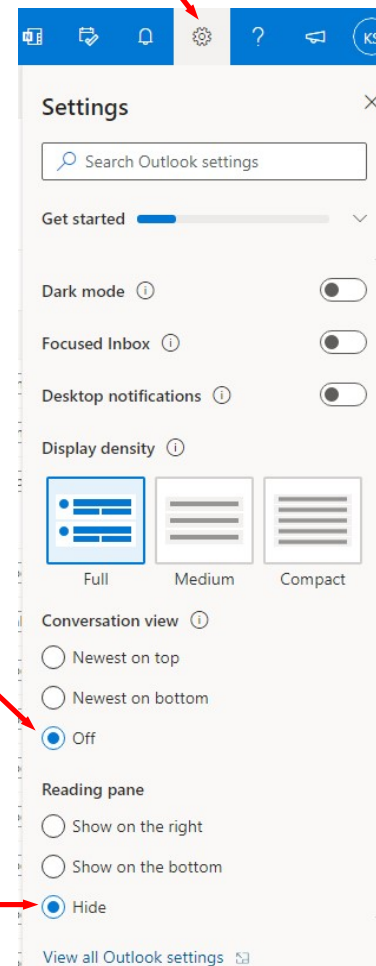 ?
KS
Settings
Search Outlook settings
Get started
Dark mode
Focused Inbox
Desktop notifications
Display density
Full Medium Compact
Conversation view
Newest on top
Newest on bottom
Off
Reading pane
Show on the right
Show on the bottom
Hide
View all Outlook settings